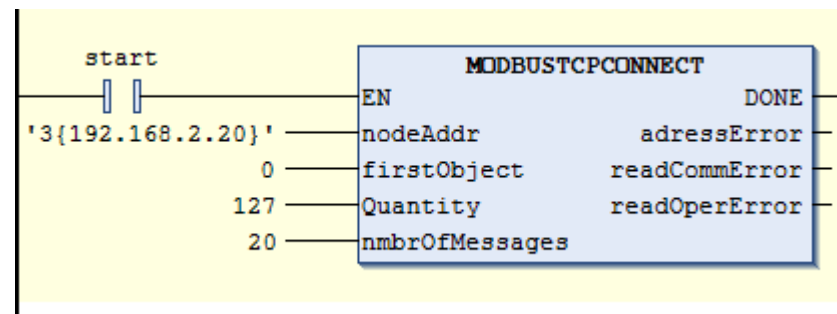 start
MODBUSTCPCONNECT
EN DONE
'3{192.168.2.20}' nodeAddr adressError
0 firstObject readCommError
127 Quantity readOperError
20 nmbrOfMessages